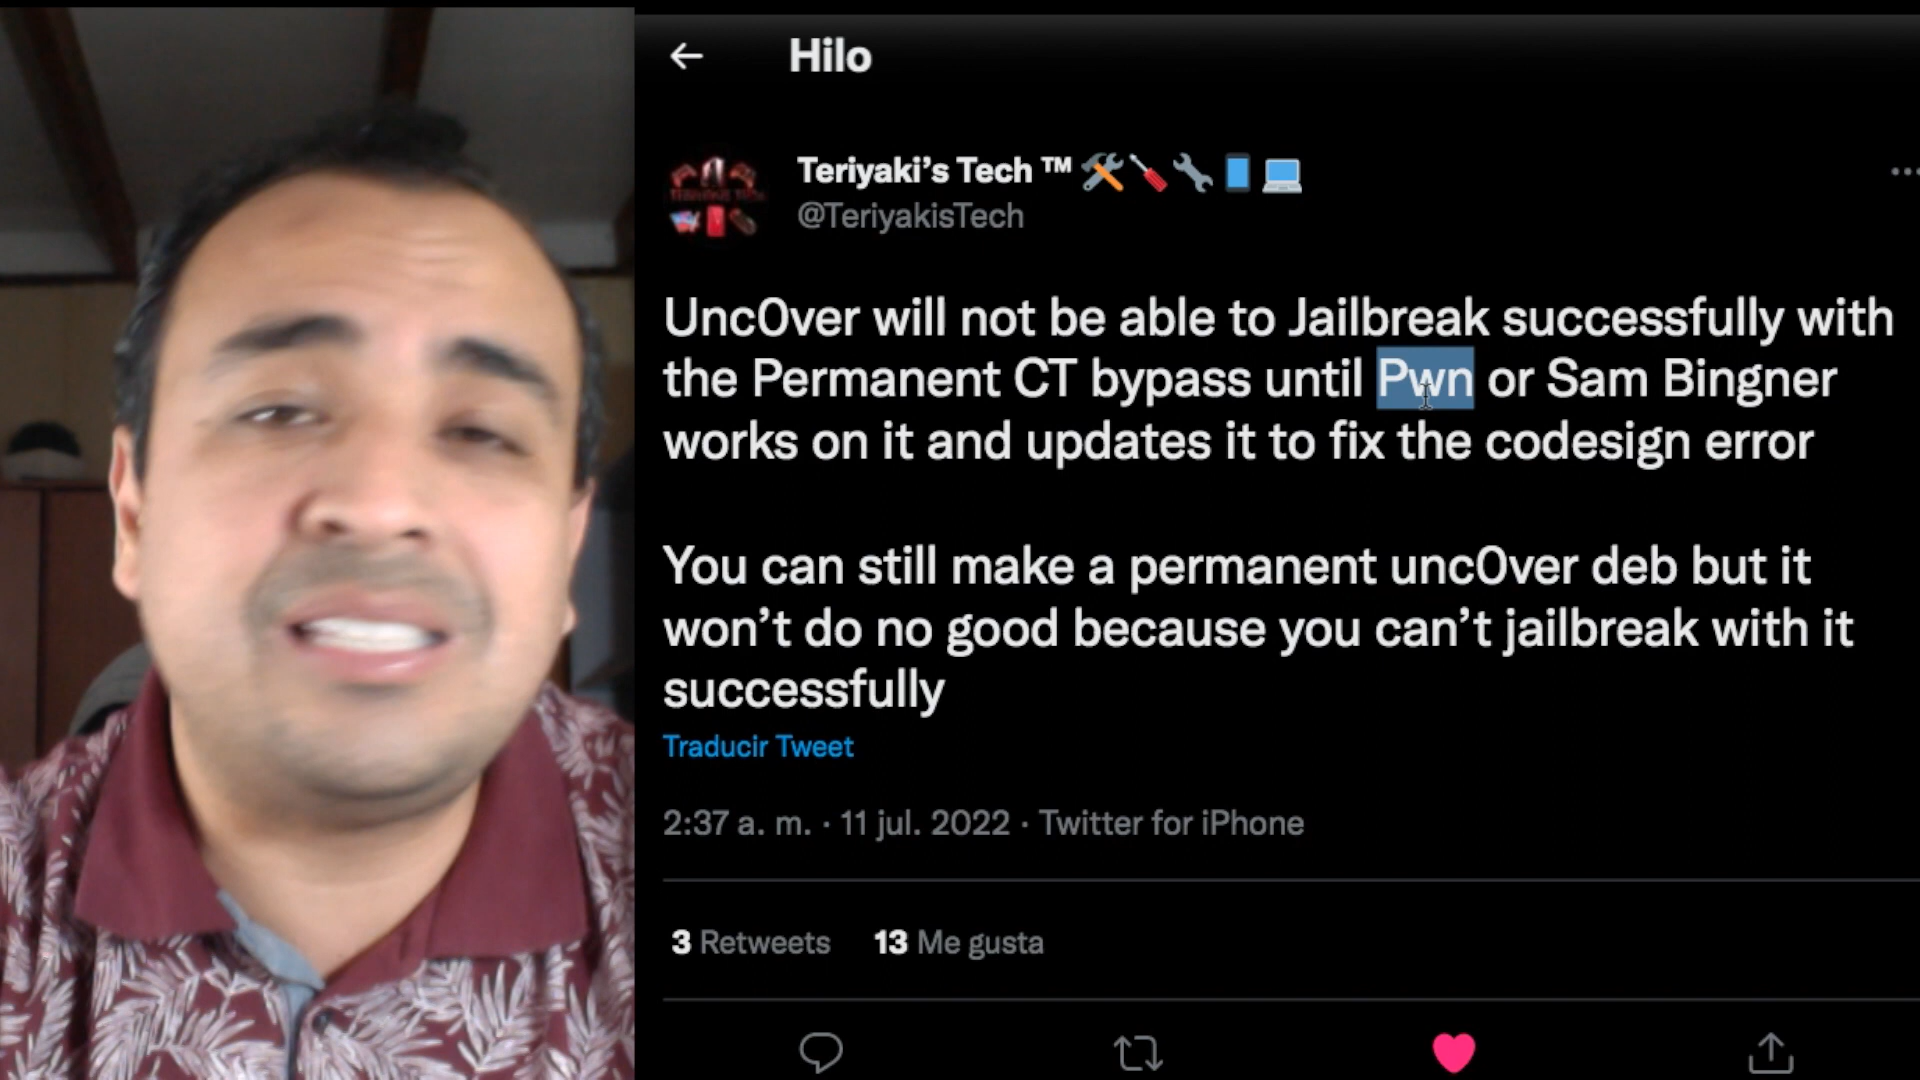 Hilo
Teriyaki's Tech ™
@TeriyakisTech
Unc0ver will not be able to Jailbreak successfully with
the Permanent CT bypass until Pwn or Sam Bingner
works on it and updates it to fix the codesign error
You can still make a permanent unc0ver deb but it
won't do no good because you can't jailbreak with it
successfully
Traducir Tweet
2:37 a. m. · 11 jul. 2022 · Twitter for iPhone
3 Retweets 13 Me gusta